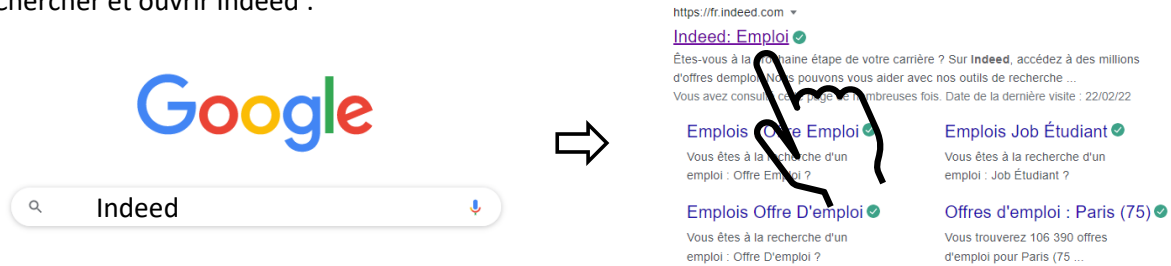 chercher et ouvrir Indeed :
Google
Indeed
https://fr.indeed.com
Indeed: Emploi
Êtes-vous à la prochaine étape de votre carrière ? Sur Indeed, accédez à des millions
d'offres demploi. Nous pouvons vous aider avec nos outils de recherche ...
Vous avez consulté cette page de nombreuses fois. Date de la dernière visite : 22/02/22
Emplois Offre Emploi
Vous êtes à la recherche d'un
emploi : Offre Emploi ?
Emplois Job Étudiant
Vous êtes à la recherche d'un
emploi : Job Étudiant ?
Emplois Offre D'emploi
Vous êtes à la recherche d'un
emploi : Offre D'emploi ?
Offres d'emploi : Paris (75)
Vous trouverez 106 390 offres
d'emploi pour Paris (75 ...